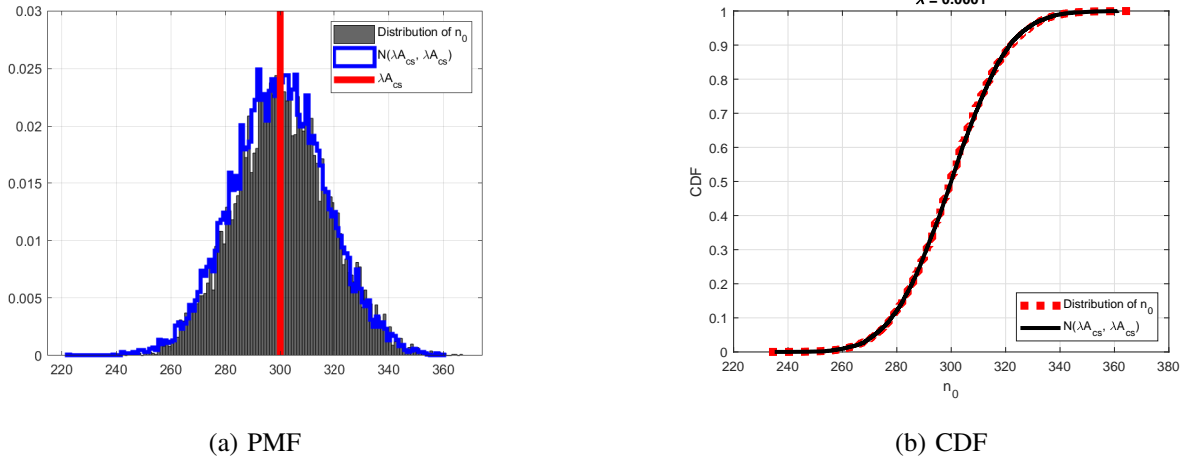 0.03
0.025
0.02
0.015
0.01
0.005
0
220 240 260 280 300 320 340 360
Distribution of n0
N(λAcs, λAcs)
λAcs
(a) PMF
1
0.9
0.8
0.7
0.6
0.5
0.4
0.3
0.2
0.1
0
CDF
220 240 260 280 300 320 340 360 380
n0
Distribution of n0
N(λAcs, λAcs)
(b) CDF